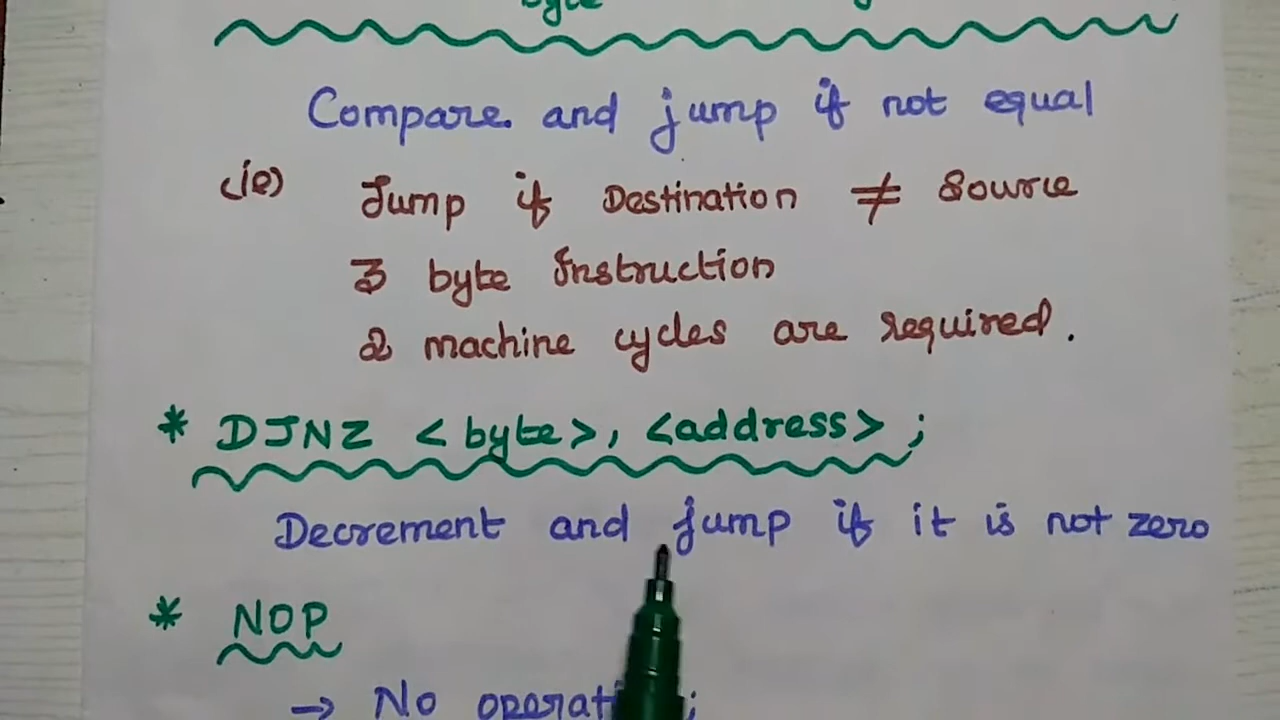 byte
Compare and jump if not equal
(ie) Jump if Destination ≠ Source
3 byte Instruction
2 machine cycles are required.
* DJNZ <byte>, <address> ;
Decrement and jump if it is not zero
* NOP
→ No operati ;